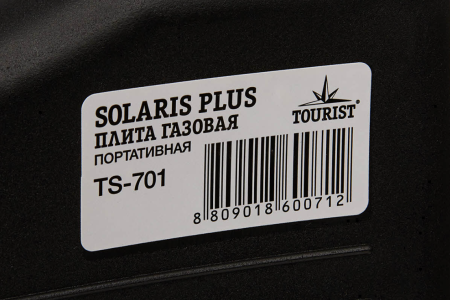 SOLARIS PLUS
ПЛИТА ГАЗОВАЯ
ПОРТАТИВНАЯ
TS-701
TOURIST®
8 809018 600712